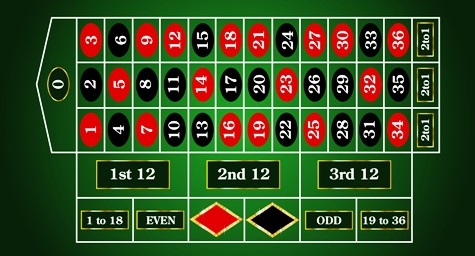 3 6 9 12 15 18 21 24 27 30 33 36 2to1
0 2 5 8 11 14 17 20 23 26 29 32 35 2to1
1 4 7 10 13 16 19 22 25 28 31 34 2to1
1st 12 2nd 12 3rd 12
1 to 18 EVEN ODD 19 to 36